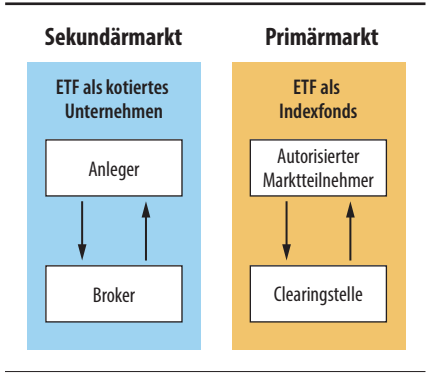 Sekundärmarkt
ETF als kotiertes
Unternehmen
Anleger
Broker
Primärmarkt
ETF als
Indexfonds
Autorisierter
Marktteilnehmer
Clearingstelle